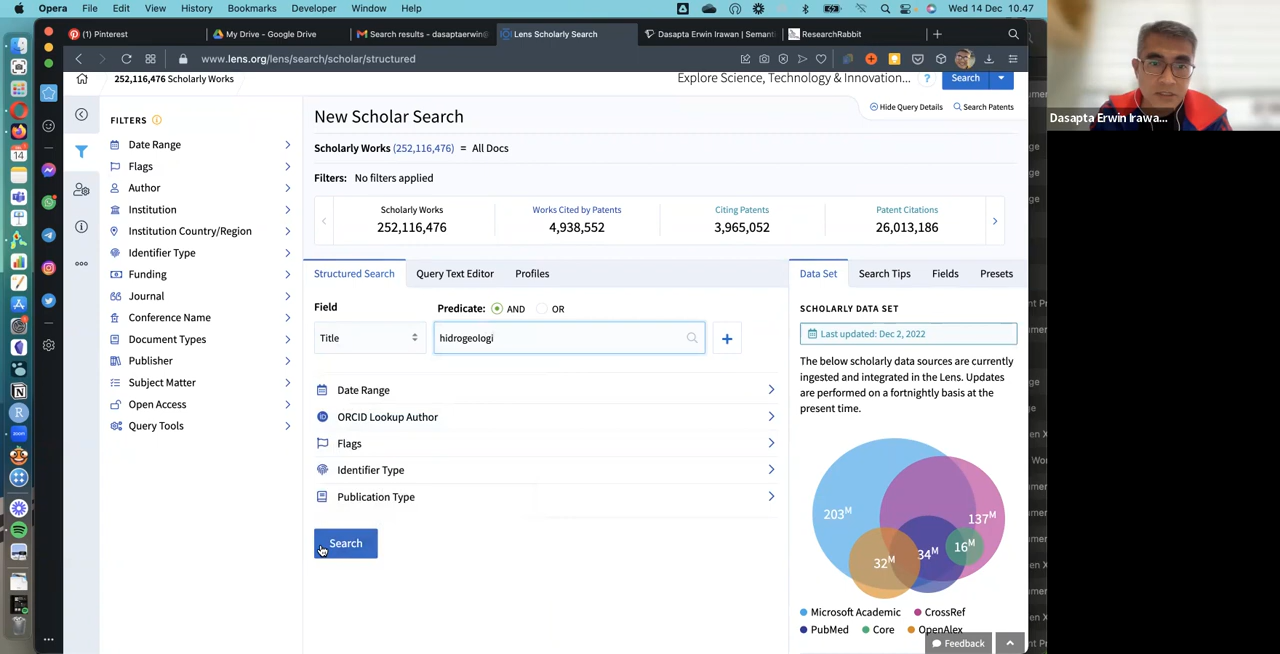 Opera File Edit View History Bookmarks Developer Window Help Wed 14 Dec 10.47
(1) Pinterest My Drive - Google Drive Search results - dasaptaerwin@ Lens Scholarly Search Dasapta Erwin Irawan | Semant ResearchRabbit
www.lens.org/lens/search/scholar/structured
252,116,476 Scholarly Works Explore Science, Technology & Innovation... ? Search
Hide Query Details Search Patents
FILTERS
Date Range
Flags
Author
Institution
Institution Country/Region
Identifier Type
Funding
Journal
Conference Name
Document Types
Publisher
Subject Matter
Open Access
Query Tools
New Scholar Search
Scholarly Works (252,116,476) = All Docs
Filters: No filters applied
Scholarly Works Works Cited by Patents Citing Patents Patent Citations
252,116,476 4,938,552 3,965,052 26,013,186
Structured Search Query Text Editor Profiles
Field Predicate: AND OR
Title hidrogeologi
Date Range
ORCID Lookup Author
Flags
Identifier Type
Publication Type
Search
Data Set Search Tips Fields Presets
SCHOLARLY DATA SET
Last updated: Dec 2, 2022
The below scholarly data sources are currently
ingested and integrated in the Lens. Updates
are performed on a fortnightly basis at the
present time.
203M
137M
16M
34M
32M
Microsoft Academic CrossRef
PubMed Core OpenAlex
Feedback
Dasapta Erwin Irawa...